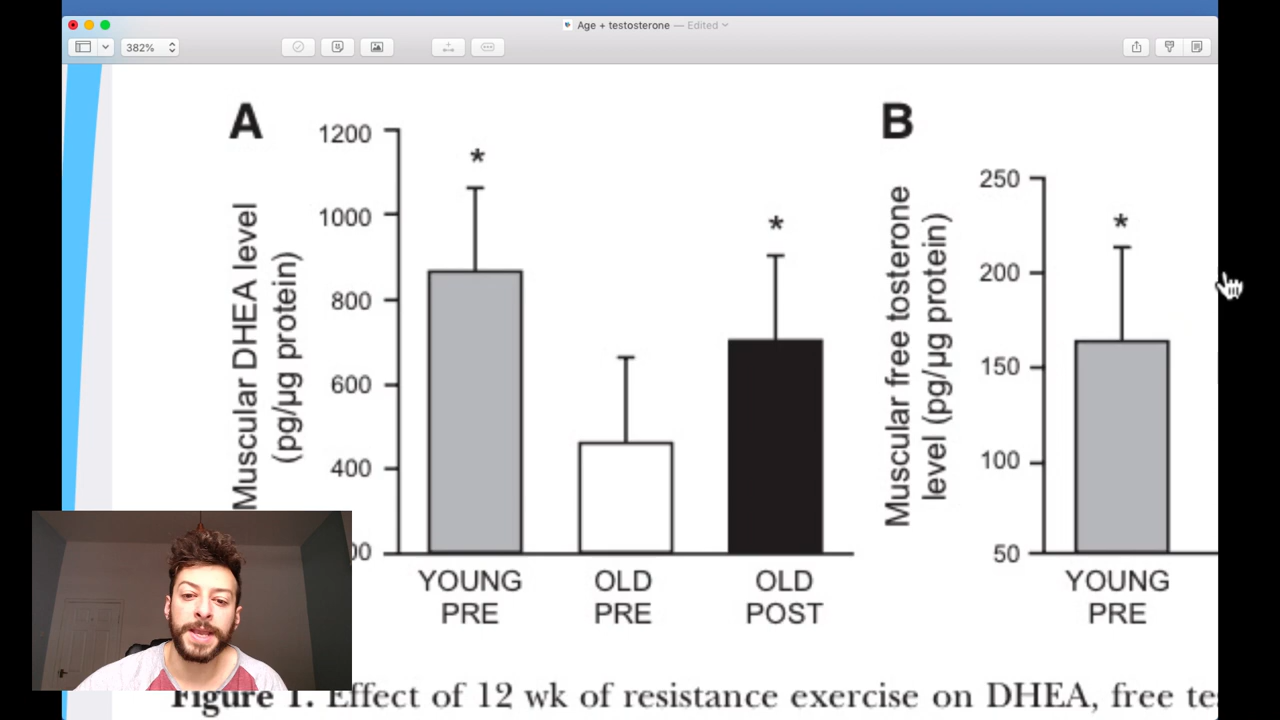 Age + testosterone — Edited
382%
A
B
1200
1000
800
600
400
00
Muscular DHEA level
(pg/µg protein)
*
*
YOUNG
PRE
OLD
PRE
OLD
POST
250
200
150
100
50
Muscular free tosterone
level (pg/µg protein)
*
YOUNG
PRE
Figure 1. Effect of 12 wk of resistance exercise on DHEA, free tes